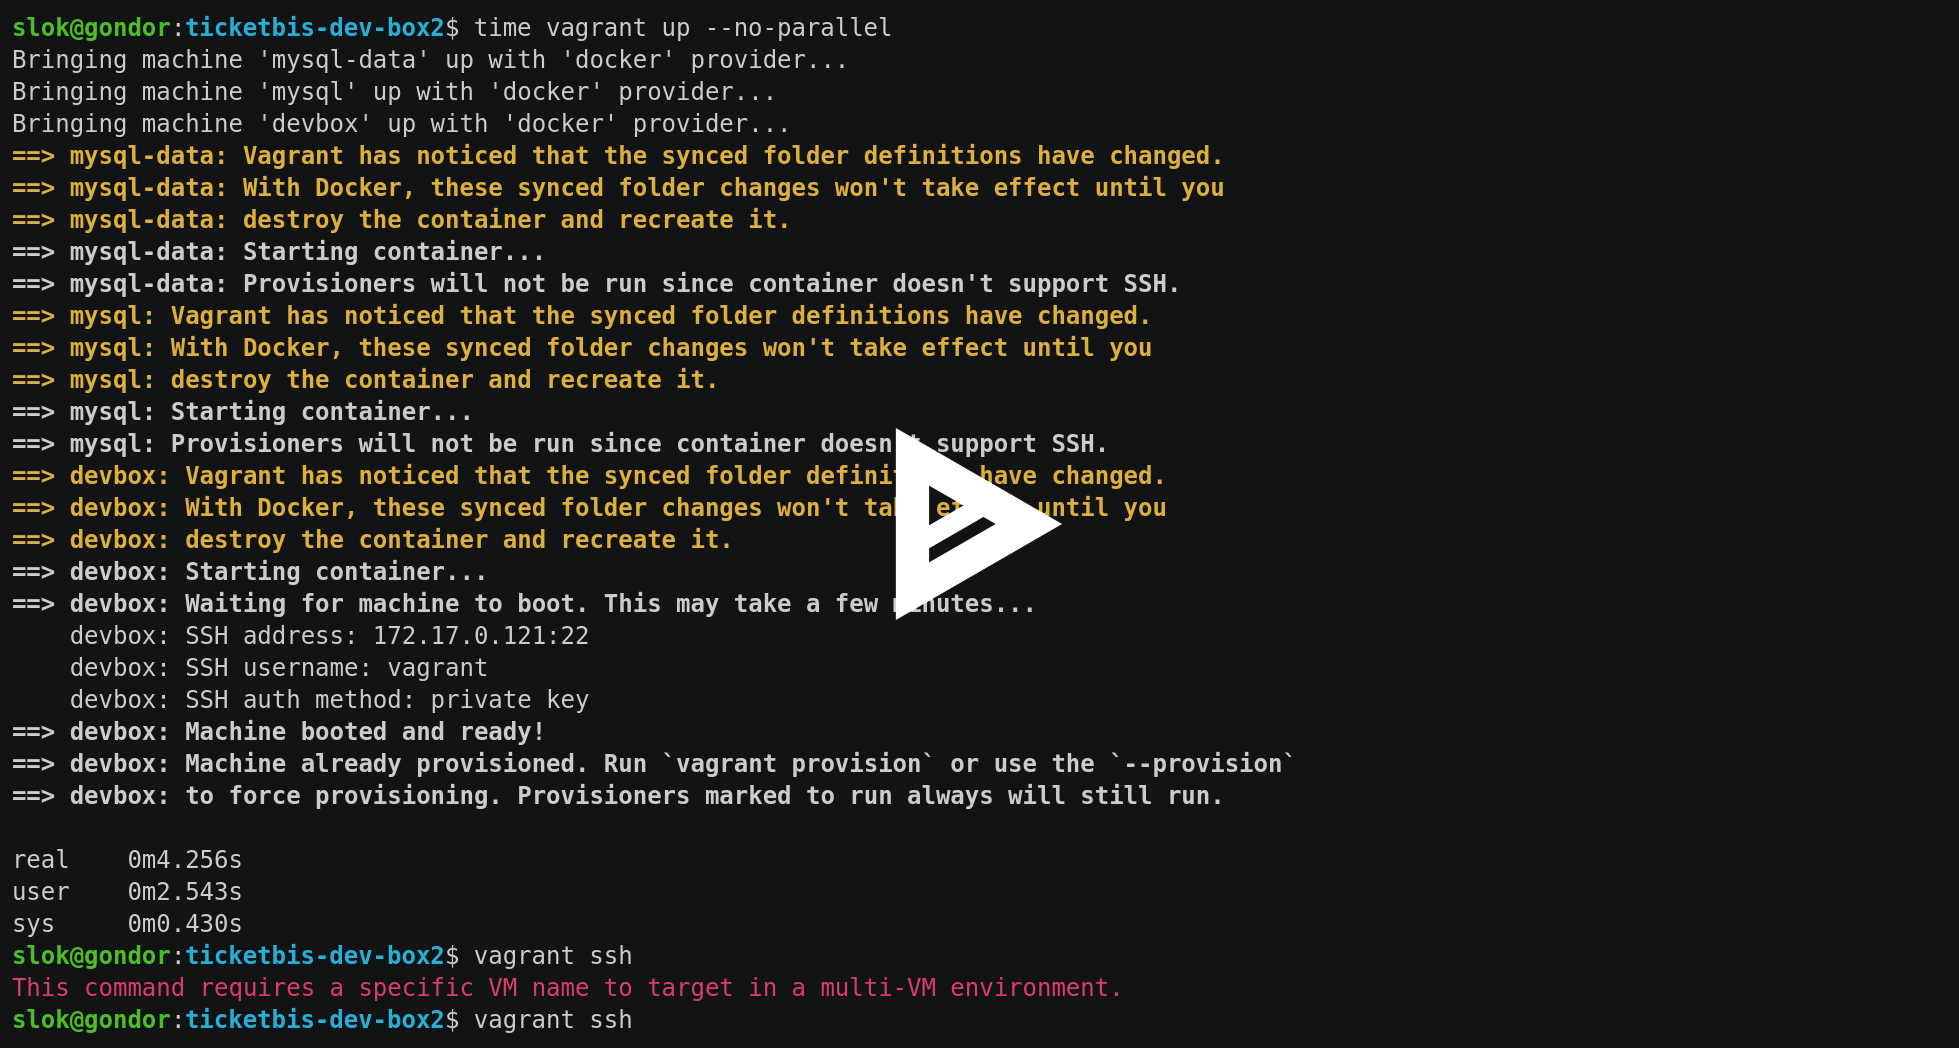 slok@gondor:ticketbis-dev-box2$ time vagrant up --no-parallel
Bringing machine 'mysql-data' up with 'docker' provider...
Bringing machine 'mysql' up with 'docker' provider...
Bringing machine 'devbox' up with 'docker' provider...
==> mysql-data: Vagrant has noticed that the synced folder definitions have changed.
==> mysql-data: With Docker, these synced folder changes won't take effect until you
==> mysql-data: destroy the container and recreate it.
==> mysql-data: Starting container...
==> mysql-data: Provisioners will not be run since container doesn't support SSH.
==> mysql: Vagrant has noticed that the synced folder definitions have changed.
==> mysql: With Docker, these synced folder changes won't take effect until you
==> mysql: destroy the container and recreate it.
==> mysql: Starting container...
==> mysql: Provisioners will not be run since container doesn't support SSH.
==> devbox: Vagrant has noticed that the synced folder definitions have changed.
==> devbox: With Docker, these synced folder changes won't take effect until you
==> devbox: destroy the container and recreate it.
==> devbox: Starting container...
==> devbox: Waiting for machine to boot. This may take a few minutes...
    devbox: SSH address: 172.17.0.121:22
    devbox: SSH username: vagrant
    devbox: SSH auth method: private key
==> devbox: Machine booted and ready!
==> devbox: Machine already provisioned. Run `vagrant provision` or use the `--provision`
==> devbox: to force provisioning. Provisioners marked to run always will still run.

real    0m4.256s
user    0m2.543s
sys     0m0.430s
slok@gondor:ticketbis-dev-box2$ vagrant ssh
This command requires a specific VM name to target in a multi-VM environment.
slok@gondor:ticketbis-dev-box2$ vagrant ssh